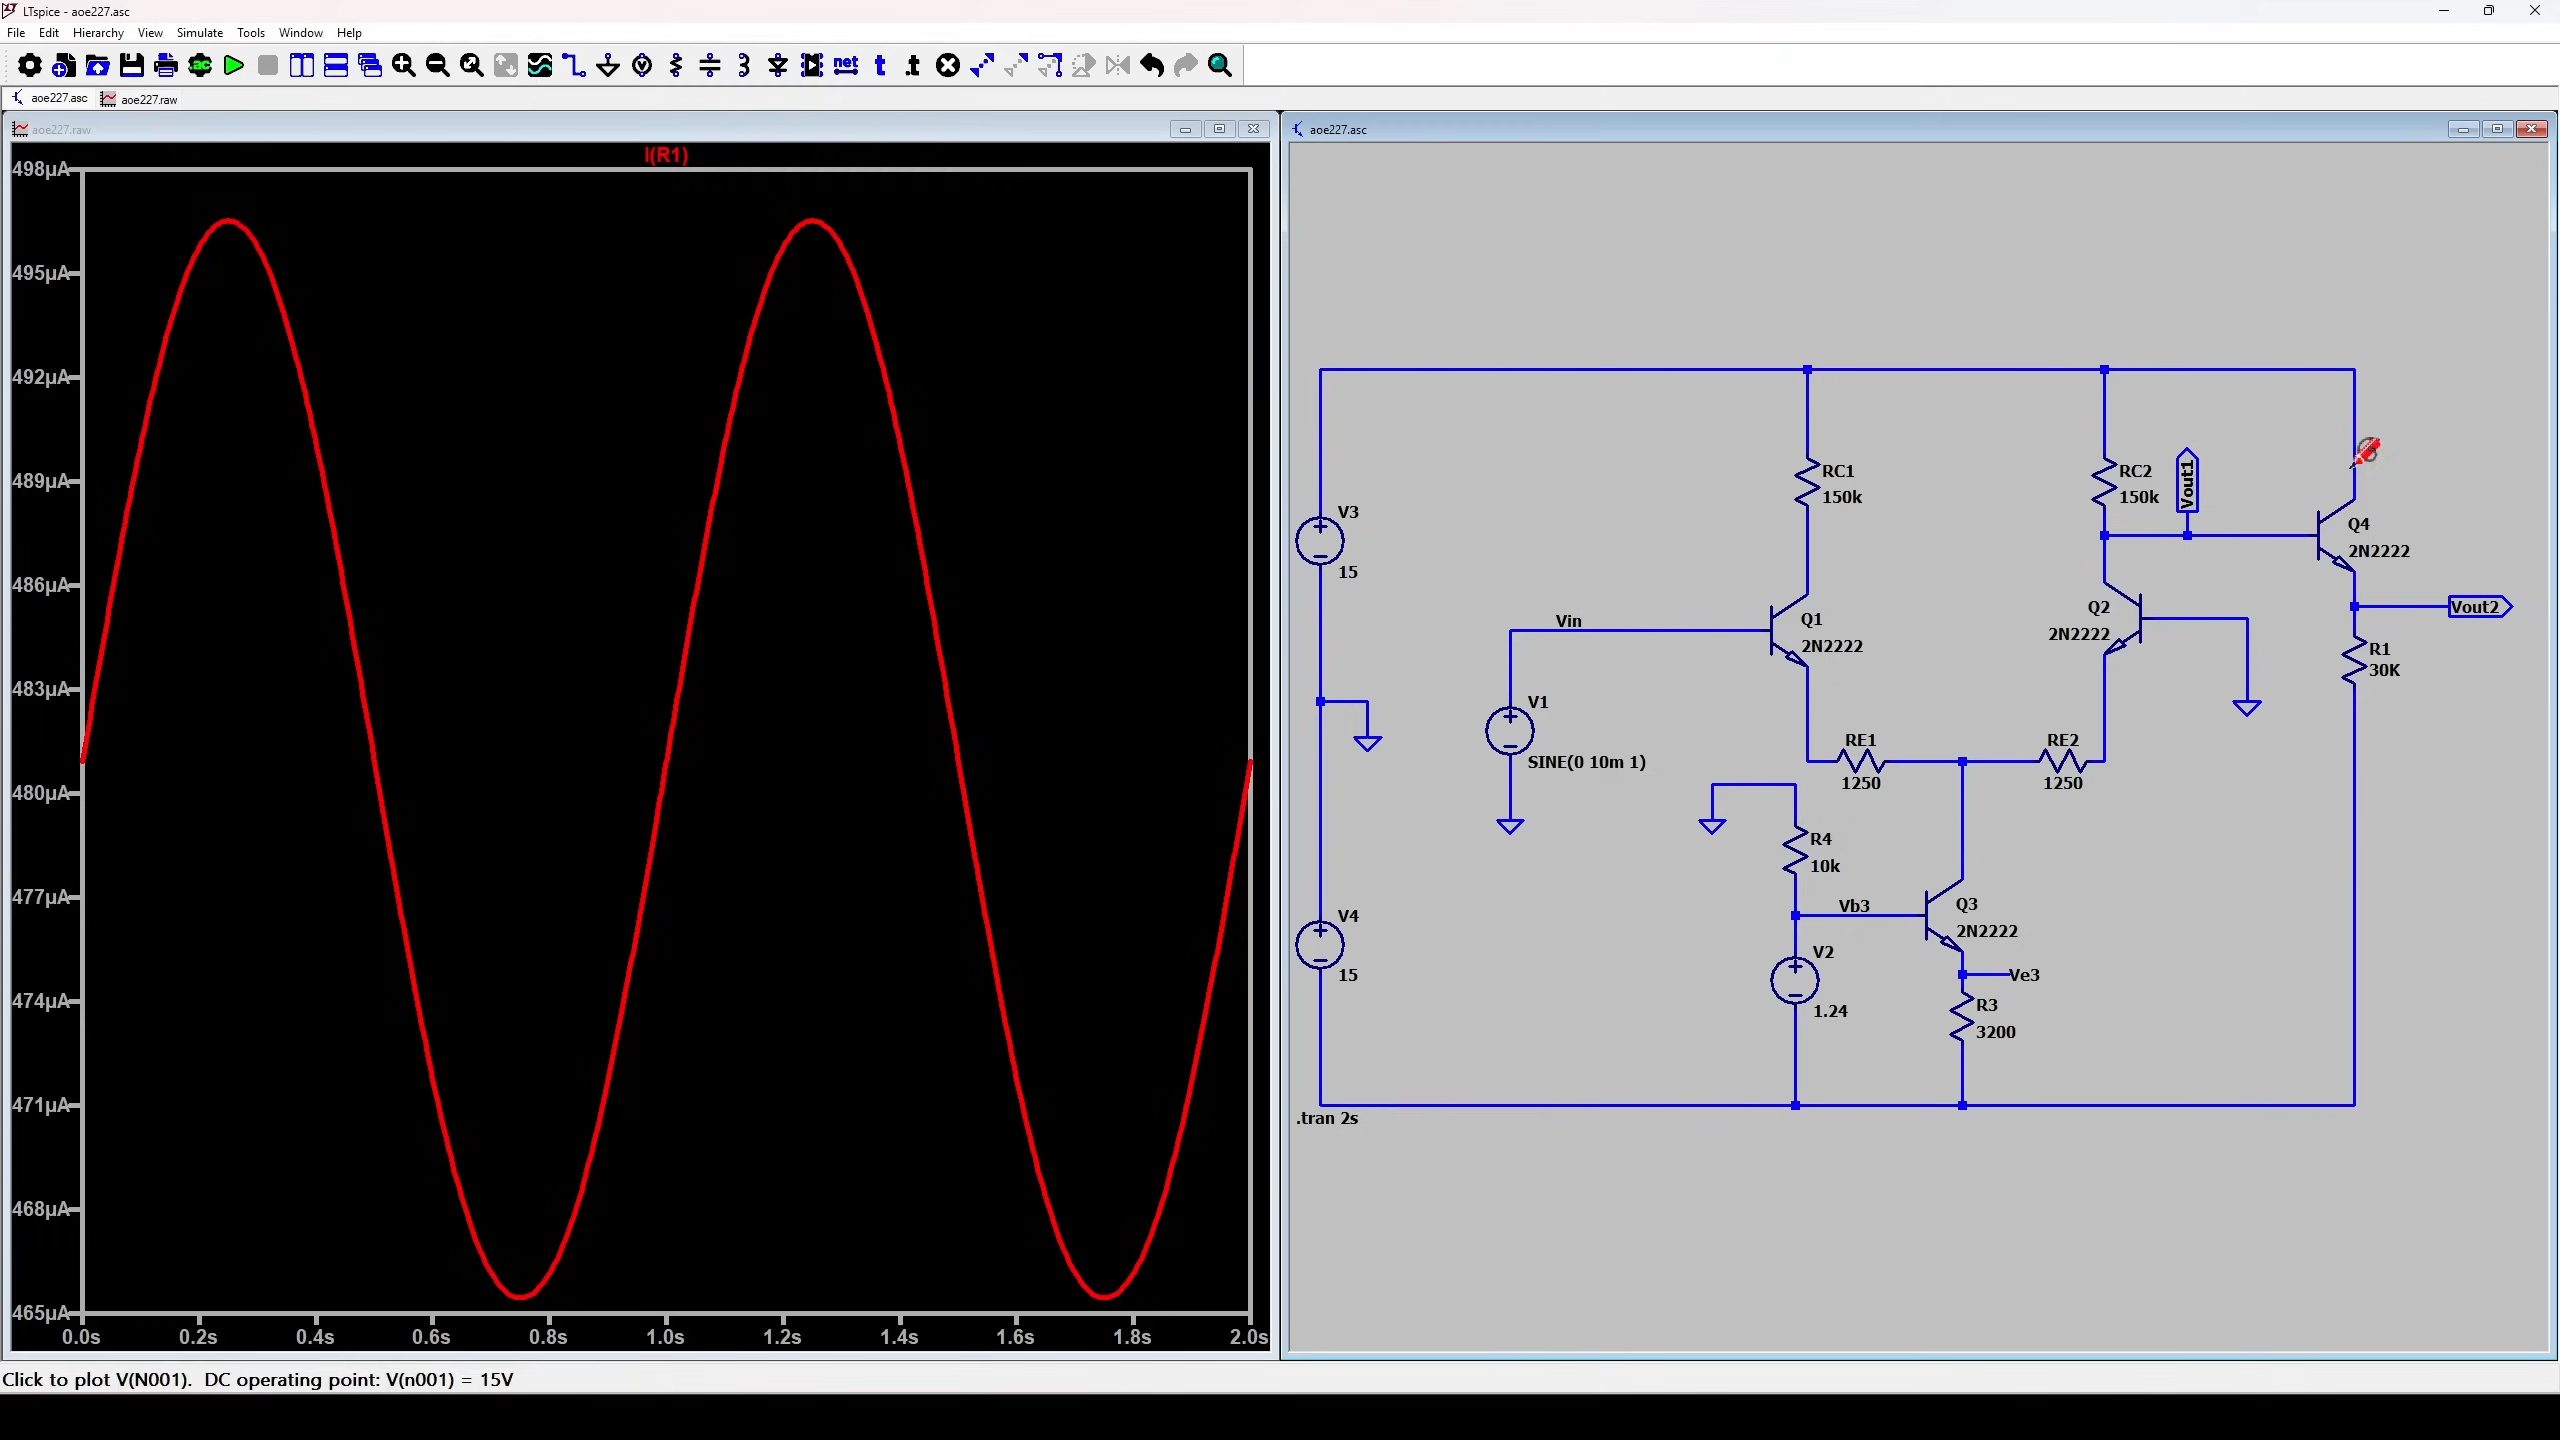 LTspice - aoe227.asc
File Edit Hierarchy View Simulate Tools Window Help
.ac net t .t
aoe227.asc aoe227.raw
aoe227.raw
I(R1)
498µA
495µA
492µA
489µA
486µA
483µA
480µA
477µA
474µA
471µA
468µA
465µA
0.0s 0.2s 0.4s 0.6s 0.8s 1.0s 1.2s 1.4s 1.6s 1.8s 2.0s
aoe227.asc
RC1
150k
RC2
150k
Vout1
V3
15
Q4
2N2222
Vin
Q1
2N2222
Q2
2N2222
Vout2
R1
30K
V1
SINE(0 10m 1)
RE1
1250
RE2
1250
R4
10k
Vb3
Q3
2N2222
V4
15
V2
1.24
Ve3
R3
3200
.tran 2s
Click to plot V(N001). DC operating point: V(n001) = 15V